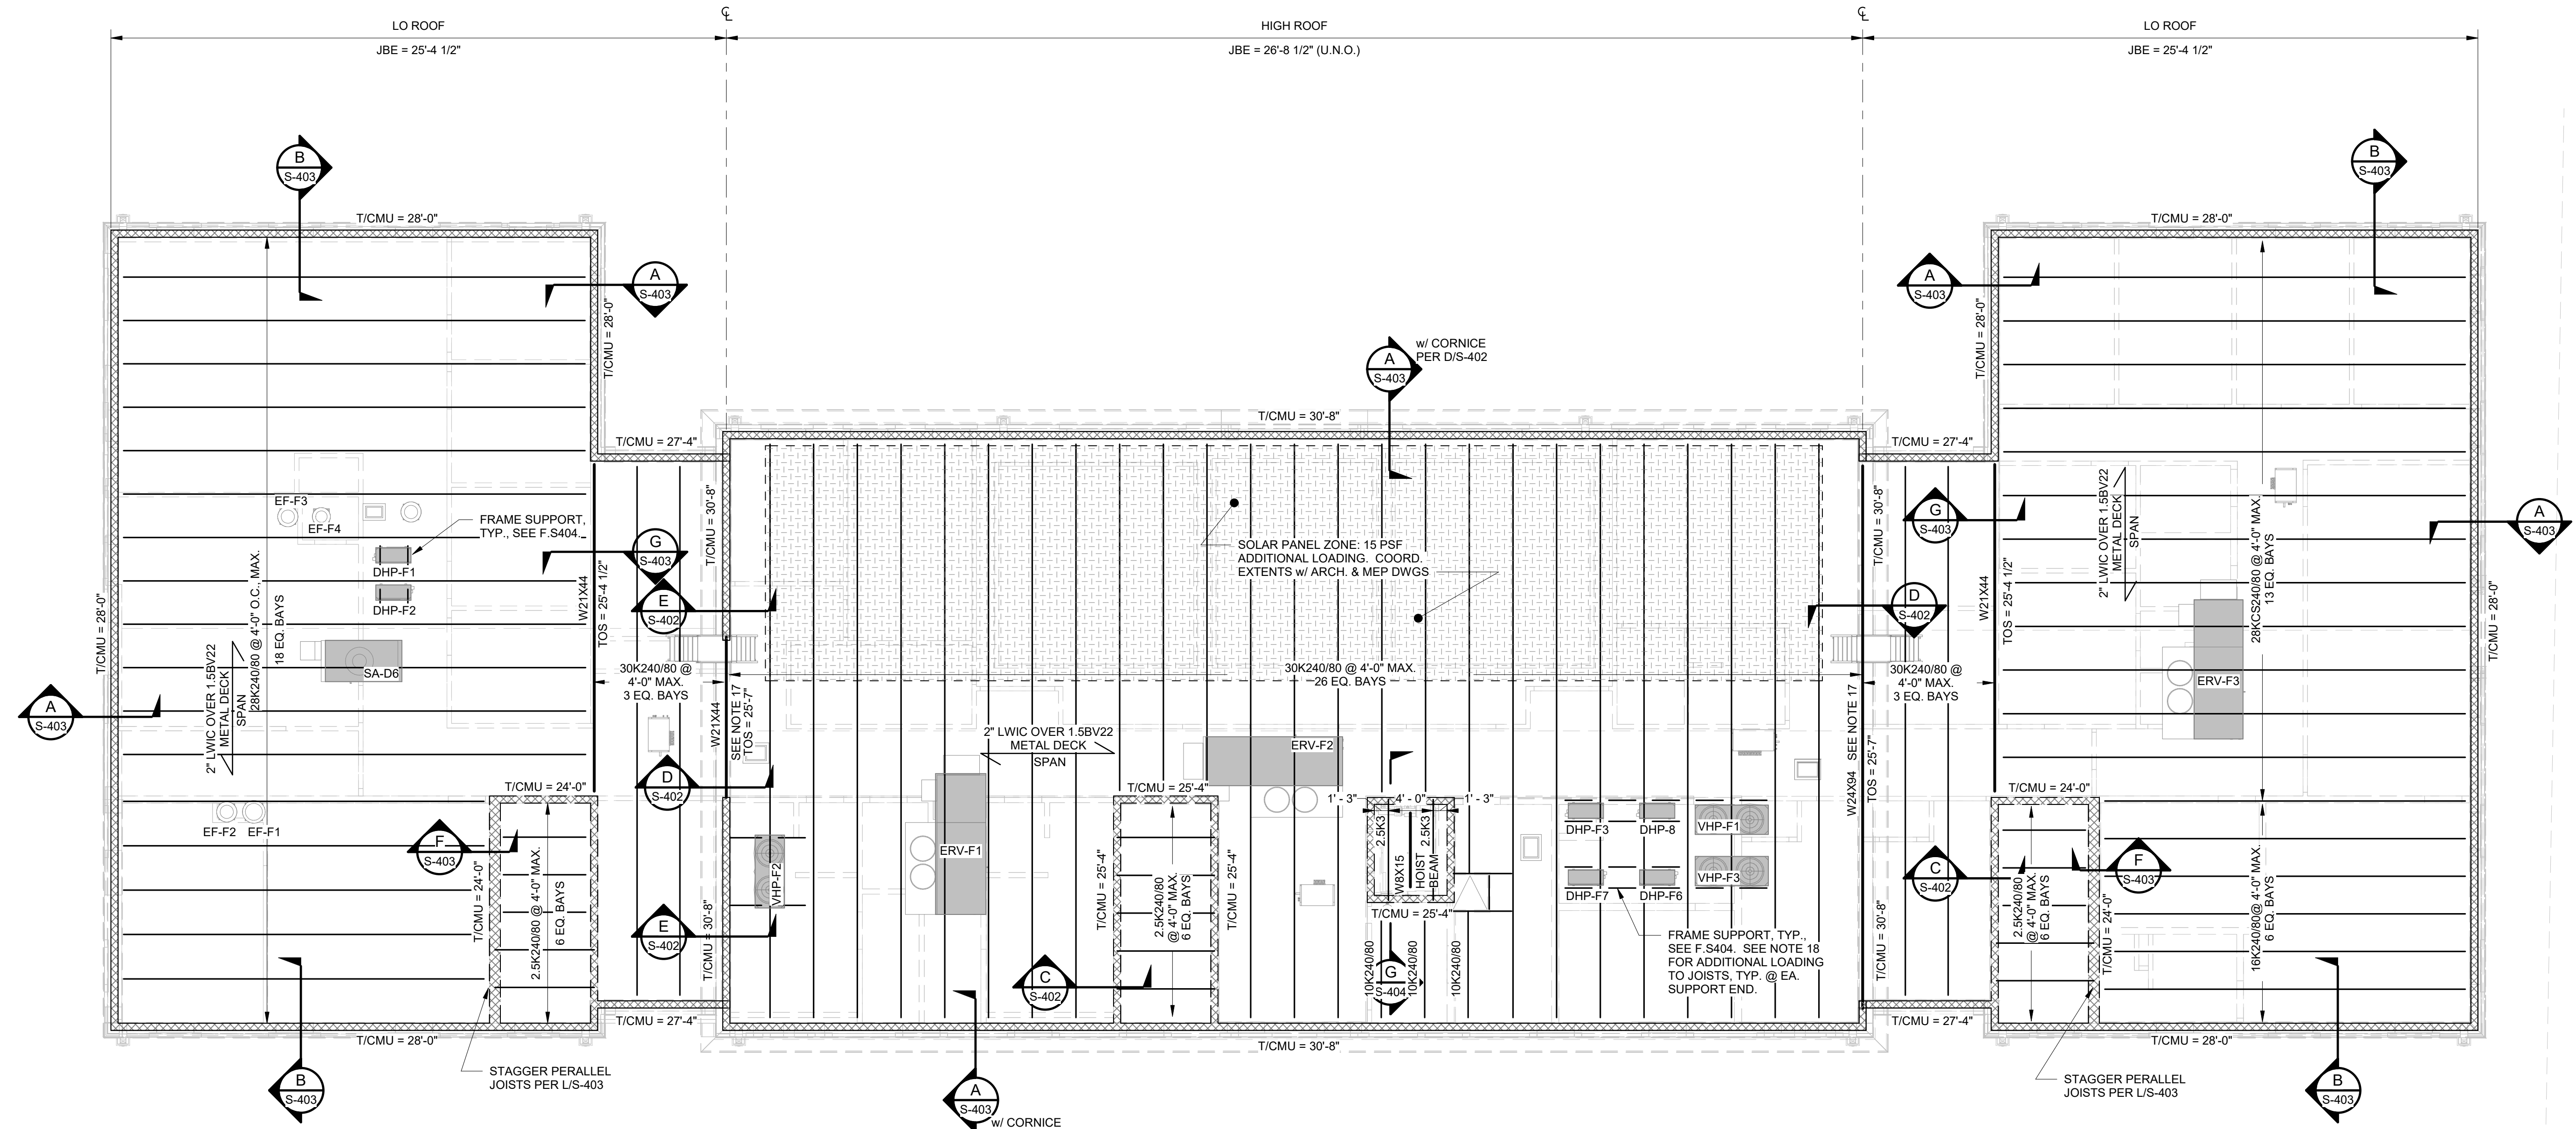 LO ROOF
JBE = 25'-4 1/2"
℄
HIGH ROOF
JBE = 26'-8 1/2" (U.N.O.)
℄
LO ROOF
JBE = 25'-4 1/2"
B
S-403
B
S-403
T/CMU = 28'-0"
T/CMU = 28'-0"
A
S-403
A
S-403
T/CMU = 28'-0"
T/CMU = 28'-0"
A
S-403
w/ CORNICE
PER D/S-402
T/CMU = 30'-8"
T/CMU = 27'-4"
T/CMU = 27'-4"
EF-F3
EF-F4
FRAME SUPPORT,
TYP., SEE F.S404.
DHP-F1
DHP-F2
SA-D6
T/CMU = 28'-0"
2" LWIC OVER 1.5BV22
METAL DECK
SPAN
28K240/80 @ 4'-0" O.C., MAX.
18 EQ. BAYS
A
S-403
W21X44
TOS = 25'-4 1/2"
G
S-403
E
S-402
T/CMU = 30'-8"
30K240/80 @
4'-0" MAX.
3 EQ. BAYS
W21X44
SEE NOTE 17
TOS = 25'-7"
D
S-402
SOLAR PANEL ZONE: 15 PSF
ADDITIONAL LOADING. COORD.
EXTENTS w/ ARCH. & MEP DWGS
30K240/80 @ 4'-0" MAX.
26 EQ. BAYS
2" LWIC OVER 1.5BV22
METAL DECK
SPAN
ERV-F2
T/CMU = 30'-8"
G
S-403
D
S-402
W24X94 SEE NOTE 17
TOS = 25'-7"
30K240/80 @
4'-0" MAX.
3 EQ. BAYS
W21X44
TOS = 25'-4 1/2"
2" LWIC OVER 1.5BV22
METAL DECK
SPAN
28KCS240/80 @ 4'-0" MAX.
13 EQ. BAYS
ERV-F3
A
S-403
T/CMU = 28'-0"
EF-F2
EF-F1
T/CMU = 24'-0"
F
S-403
T/CMU = 24'-0"
2.5K240/80 @ 4'-0" MAX.
6 EQ. BAYS
E
S-402
T/CMU = 30'-8"
VHP-F2
ERV-F1
T/CMU = 25'-4"
T/CMU = 25'-4"
2.5K240/80
@ 4'-0" MAX.
6 EQ. BAYS
T/CMU = 25'-4"
C
S-402
1' - 3"
4' - 0"
1' - 3"
2.5K3
2.5K3
W8X15
HOIST
BEAM
T/CMU = 25'-4"
10K240/80
10K240/80
10K240/80
G
S-404
DHP-F3
DHP-8
VHP-F1
DHP-F7
DHP-F6
VHP-F3
FRAME SUPPORT, TYP.,
SEE F.S404. SEE NOTE 18
FOR ADDITIONAL LOADING
TO JOISTS, TYP. @ EA.
SUPPORT END.
T/CMU = 30'-8"
C
S-402
T/CMU = 24'-0"
2.5K240/80
@ 4'-0" MAX.
6 EQ. BAYS
F
S-403
T/CMU = 24'-0"
16K240/80@ 4'-0" MAX.
6 EQ. BAYS
T/CMU = 28'-0"
T/CMU = 27'-4"
T/CMU = 30'-8"
T/CMU = 27'-4"
T/CMU = 28'-0"
STAGGER PERALLEL
JOISTS PER L/S-403
STAGGER PERALLEL
JOISTS PER L/S-403
B
S-403
A
S-403
w/ CORNICE
B
S-403